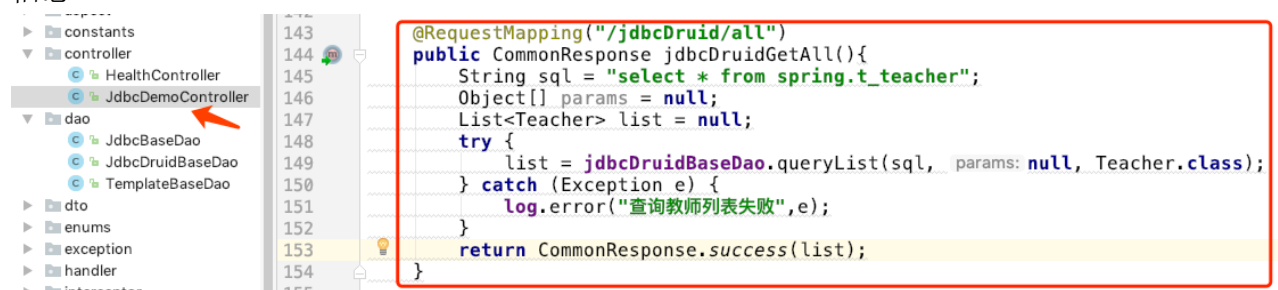 constants
controller
HealthController
JdbcDemoController
dao
JdbcBaseDao
JdbcDruidBaseDao
TemplateBaseDao
dto
enums
exception
handler
143 @RequestMapping("/jdbcDruid/all")
144 public CommonResponse jdbcDruidGetAll(){
145 String sql = "select * from spring.t_teacher";
146 Object[] params = null;
147 List<Teacher> list = null;
148 try {
149 list = jdbcDruidBaseDao.queryList(sql, params: null, Teacher.class);
150 } catch (Exception e) {
151 log.error("查询教师列表失败",e);
152 }
153 return CommonResponse.success(list);
154 }